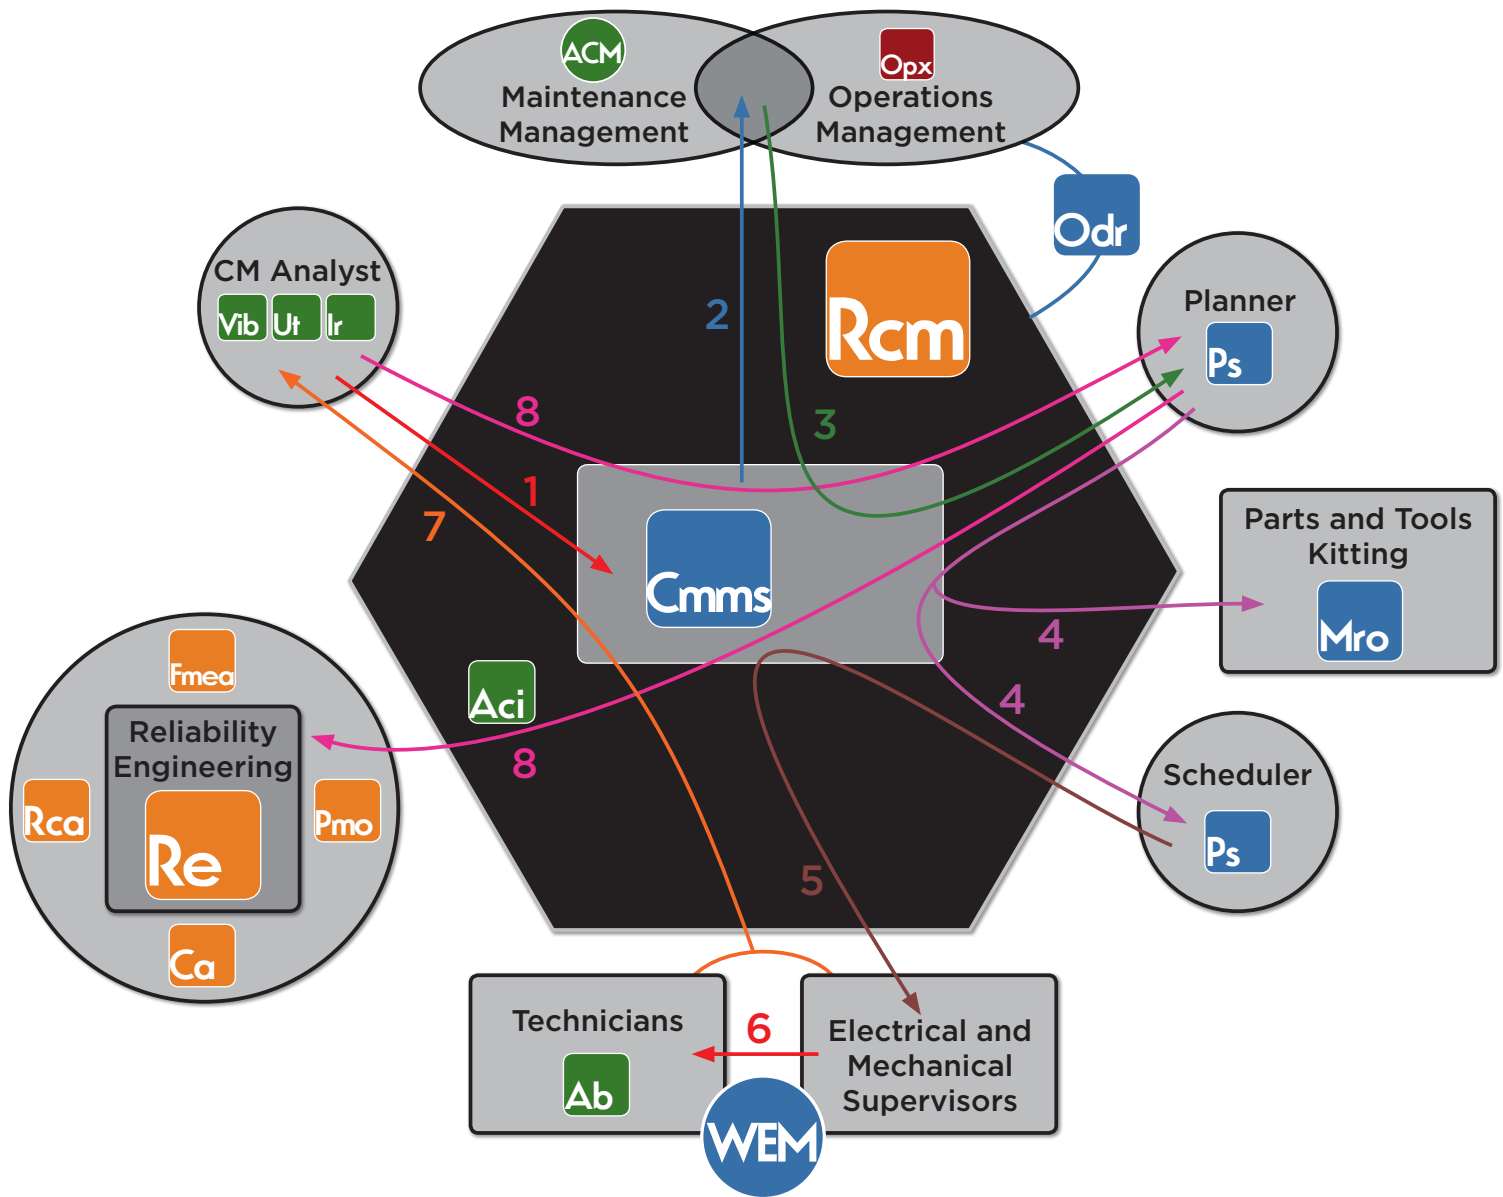 ACM
Maintenance
Management
Opx
Operations
Management
Odr
CM Analyst
Vib
Ut
Ir
Rcm
Planner
Ps
2
8
3
1
7
Cmms
Parts and Tools
Kitting
Mro
4
4
Fmea
Reliability
Engineering
Re
Rca
Pmo
Ca
Aci
8
Scheduler
Ps
5
Technicians
Ab
6
Electrical and
Mechanical
Supervisors
WEM